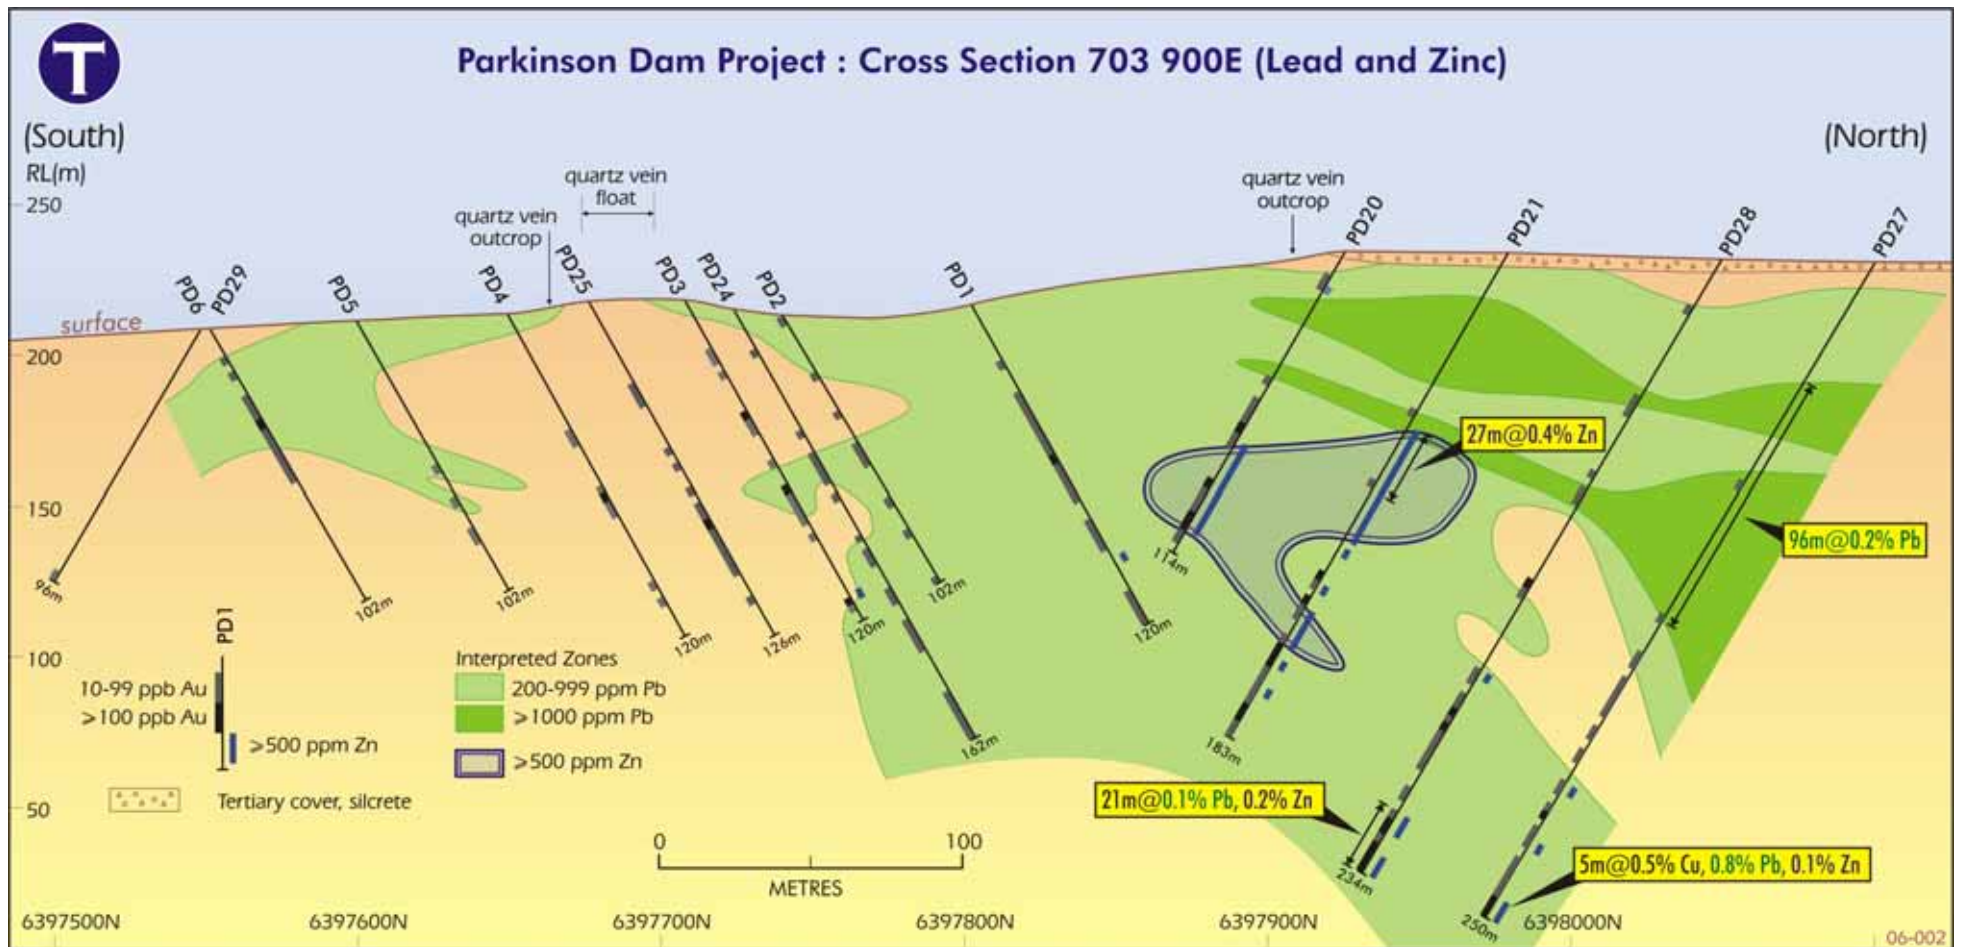 T
Parkinson Dam Project : Cross Section 703 900E (Lead and Zinc)
(South)
(North)
RL(m)
250
200
150
100
50
surface
quartz vein
outcrop
quartz vein
float
quartz vein
outcrop
PD6
PD29
PD5
PD4
PD25
PD3
PD24
PD2
PD1
PD20
PD21
PD28
PD27
96m
102m
102m
120m
126m
120m
162m
102m
120m
114m
183m
234m
250m
27m@0.4% Zn
96m@0.2% Pb
21m@0.1% Pb, 0.2% Zn
5m@0.5% Cu, 0.8% Pb, 0.1% Zn
PD1
10-99 ppb Au
⩾100 ppb Au
⩾500 ppm Zn
Tertiary cover, silcrete
Interpreted Zones
200-999 ppm Pb
⩾1000 ppm Pb
⩾500 ppm Zn
0
100
METRES
6397500N
6397600N
6397700N
6397800N
6397900N
6398000N
06-002